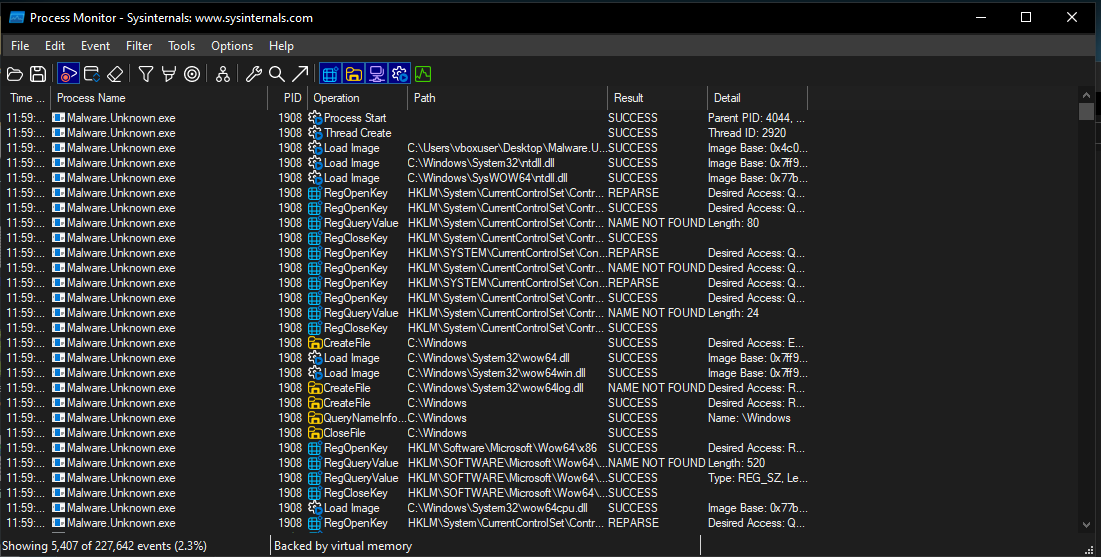 Process Monitor - Sysinternals: www.sysinternals.com
File Edit Event Filter Tools Options Help
Time ... Process Name PID Operation Path Result Detail
11:59:... Malware.Unknown.exe 1908 Process Start SUCCESS Parent PID: 4044, ...
11:59:... Malware.Unknown.exe 1908 Thread Create SUCCESS Thread ID: 2920
11:59:... Malware.Unknown.exe 1908 Load Image C:\Users\vboxuser\Desktop\Malware.U... SUCCESS Image Base: 0x4c0...
11:59:... Malware.Unknown.exe 1908 Load Image C:\Windows\System32\ntdll.dll SUCCESS Image Base: 0x7ff9...
11:59:... Malware.Unknown.exe 1908 Load Image C:\Windows\SysWOW64\ntdll.dll SUCCESS Image Base: 0x77b...
11:59:... Malware.Unknown.exe 1908 RegOpenKey HKLM\System\CurrentControlSet\Contr... REPARSE Desired Access: Q...
11:59:... Malware.Unknown.exe 1908 RegOpenKey HKLM\System\CurrentControlSet\Contr... SUCCESS Desired Access: Q...
11:59:... Malware.Unknown.exe 1908 RegQueryValue HKLM\System\CurrentControlSet\Contr... NAME NOT FOUND Length: 80
11:59:... Malware.Unknown.exe 1908 RegCloseKey HKLM\System\CurrentControlSet\Contr... SUCCESS
11:59:... Malware.Unknown.exe 1908 RegOpenKey HKLM\SYSTEM\CurrentControlSet\Con... REPARSE Desired Access: Q...
11:59:... Malware.Unknown.exe 1908 RegOpenKey HKLM\System\CurrentControlSet\Contr... NAME NOT FOUND Desired Access: Q...
11:59:... Malware.Unknown.exe 1908 RegOpenKey HKLM\SYSTEM\CurrentControlSet\Con... REPARSE Desired Access: Q...
11:59:... Malware.Unknown.exe 1908 RegOpenKey HKLM\System\CurrentControlSet\Contr... SUCCESS Desired Access: Q...
11:59:... Malware.Unknown.exe 1908 RegQueryValue HKLM\System\CurrentControlSet\Contr... NAME NOT FOUND Length: 24
11:59:... Malware.Unknown.exe 1908 RegCloseKey HKLM\System\CurrentControlSet\Contr... SUCCESS
11:59:... Malware.Unknown.exe 1908 CreateFile C:\Windows SUCCESS Desired Access: E...
11:59:... Malware.Unknown.exe 1908 Load Image C:\Windows\System32\wow64.dll SUCCESS Image Base: 0x7ff9...
11:59:... Malware.Unknown.exe 1908 Load Image C:\Windows\System32\wow64win.dll SUCCESS Image Base: 0x7ff9...
11:59:... Malware.Unknown.exe 1908 CreateFile C:\Windows\System32\wow64log.dll NAME NOT FOUND Desired Access: R...
11:59:... Malware.Unknown.exe 1908 CreateFile C:\Windows SUCCESS Desired Access: R...
11:59:... Malware.Unknown.exe 1908 QueryNameInfo... C:\Windows SUCCESS Name: \Windows
11:59:... Malware.Unknown.exe 1908 CloseFile C:\Windows SUCCESS
11:59:... Malware.Unknown.exe 1908 RegOpenKey HKLM\Software\Microsoft\Wow64\x86 SUCCESS Desired Access: R...
11:59:... Malware.Unknown.exe 1908 RegQueryValue HKLM\SOFTWARE\Microsoft\Wow64\... NAME NOT FOUND Length: 520
11:59:... Malware.Unknown.exe 1908 RegQueryValue HKLM\SOFTWARE\Microsoft\Wow64\... SUCCESS Type: REG_SZ, Le...
11:59:... Malware.Unknown.exe 1908 RegCloseKey HKLM\SOFTWARE\Microsoft\Wow64\... SUCCESS
11:59:... Malware.Unknown.exe 1908 Load Image C:\Windows\System32\wow64cpu.dll SUCCESS Image Base: 0x77b...
11:59:... Malware.Unknown.exe 1908 RegOpenKey HKLM\System\CurrentControlSet\Contr... REPARSE Desired Access: Q...
Showing 5,407 of 227,642 events (2.3%) Backed by virtual memory